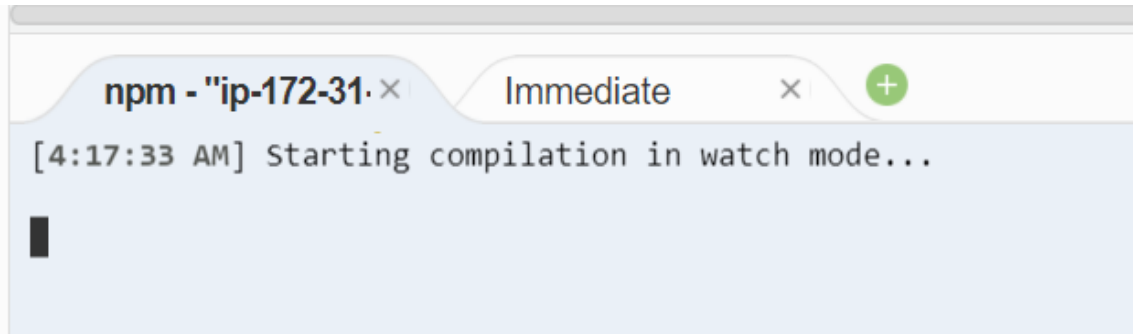 npm - "ip-172-31- × Immediate × +
[4:17:33 AM] Starting compilation in watch mode...